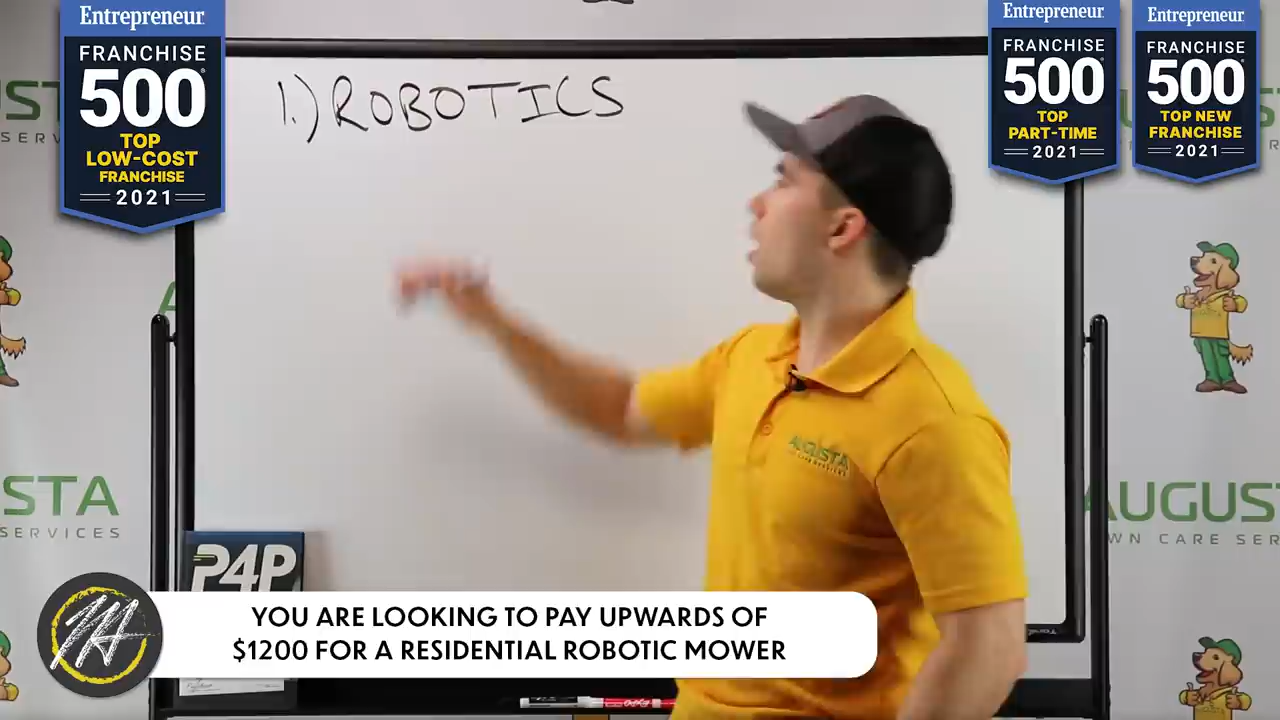 Entrepreneur
FRANCHISE
500
TOP
LOW-COST
FRANCHISE
2021
Entrepreneur
FRANCHISE
500
TOP
PART-TIME
2021
Entrepreneur
FRANCHISE
500
TOP NEW
FRANCHISE
2021
1.) ROBOTICS
AUGUSTA
STA
SERVICES
AUGUST
WN CARE SER
P4P
YOU ARE LOOKING TO PAY UPWARDS OF
$1200 FOR A RESIDENTIAL ROBOTIC MOWER